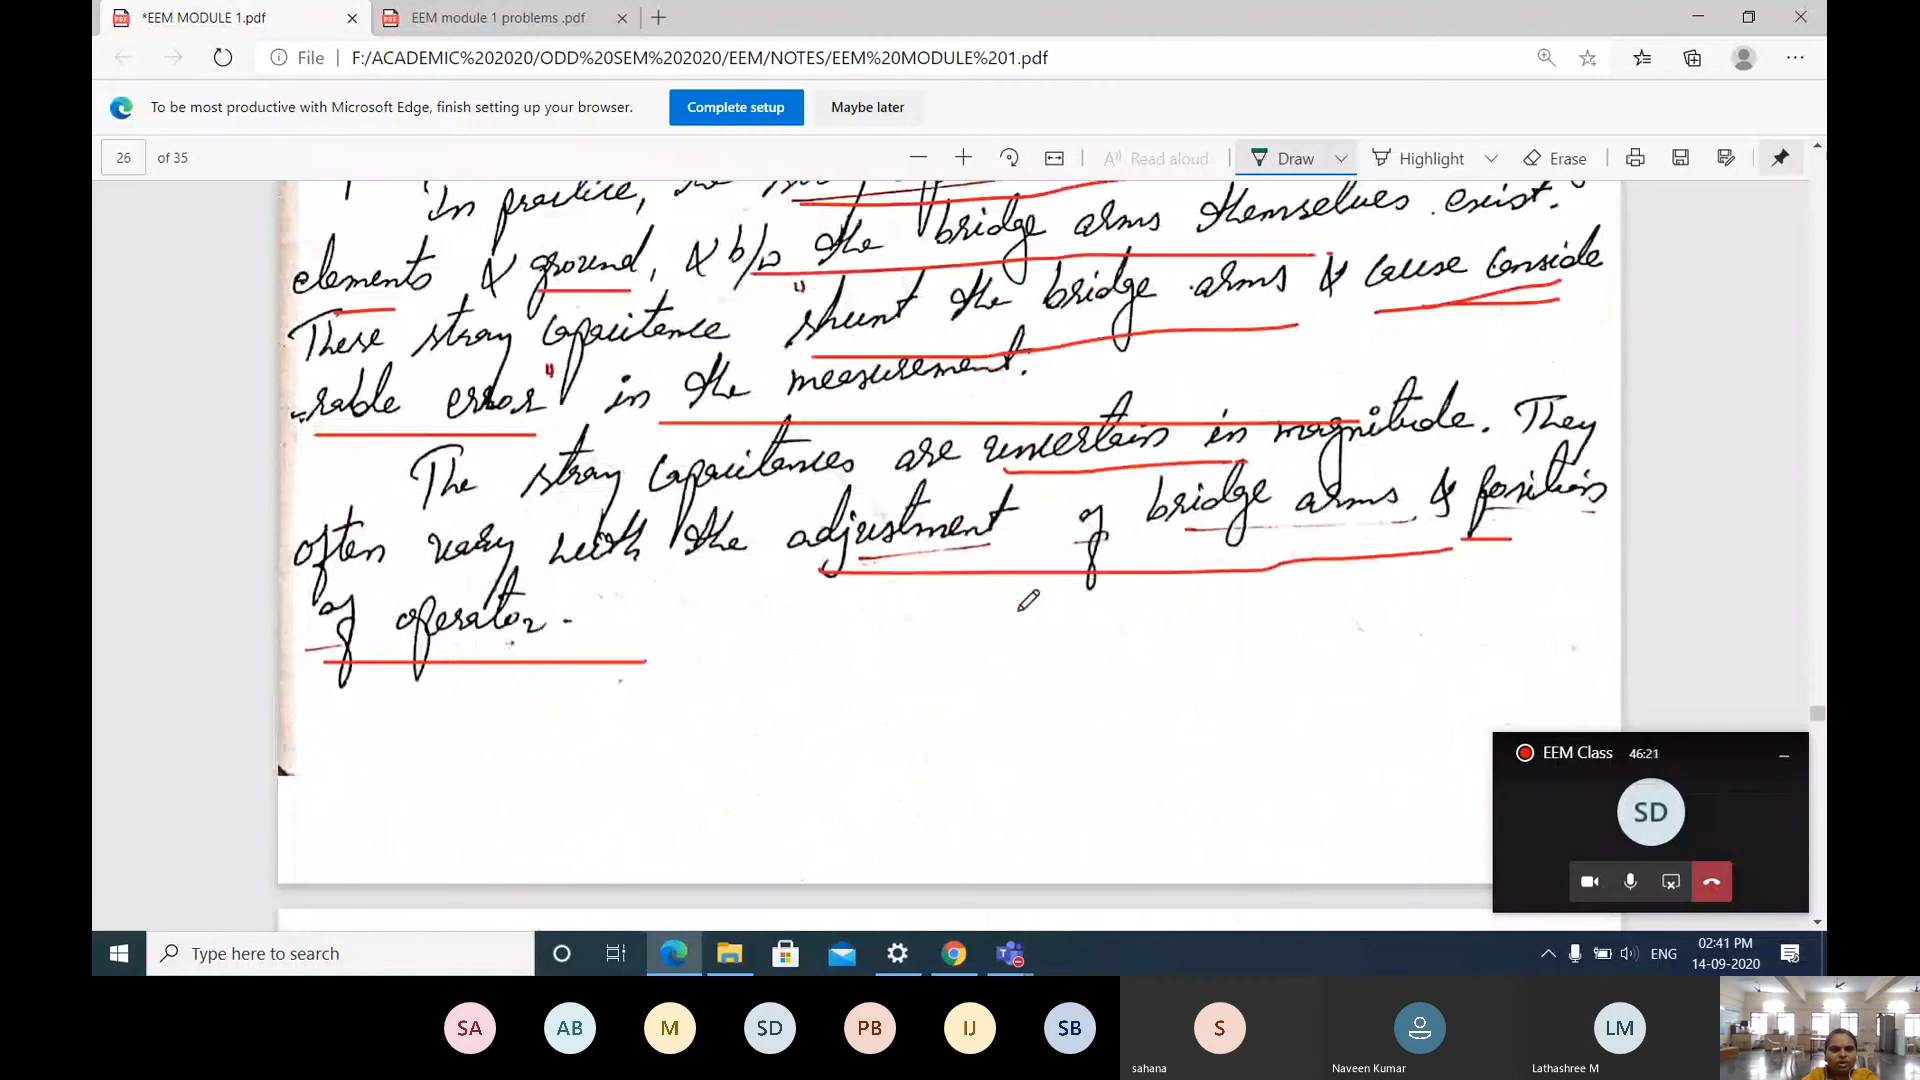 *EEM MODULE 1.pdf
EEM module 1 problems .pdf
File
F:/ACADEMIC%202020/ODD%20SEM%202020/EEM/NOTES/EEM%20MODULE%201.pdf
To be most productive with Microsoft Edge, finish setting up your browser.
Complete setup
Maybe later
26 of 35
Read aloud
Draw
Highlight
Erase
In practice, the
elements & ground, & b/w the bridge arms themselves exist.
These stray capacitance shunt the bridge arms & cause conside
-rable error in the measurement.
The stray capacitances are uncertain in magnitude. They
often vary with the adjustment of bridge arms & position
of operator.
EEM Class 46:21
SD
Type here to search
ENG
02:41 PM
14-09-2020
SA
AB
M
SD
PB
IJ
SB
S
LM
sahana
Naveen Kumar
Lathashree M